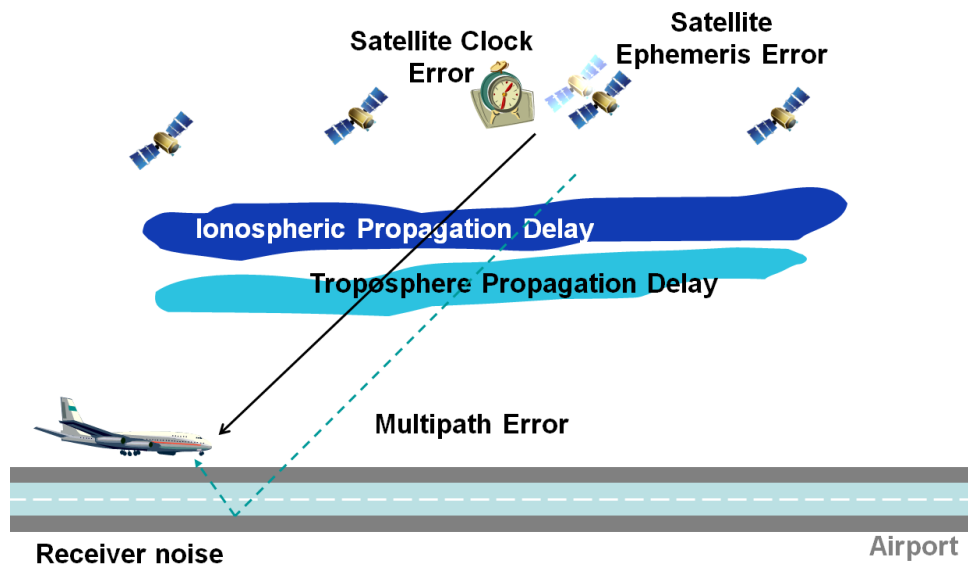 Satellite Clock
Error
Satellite
Ephemeris Error
Ionospheric Propagation Delay
Troposphere Propagation Delay
Multipath Error
Airport
Receiver noise